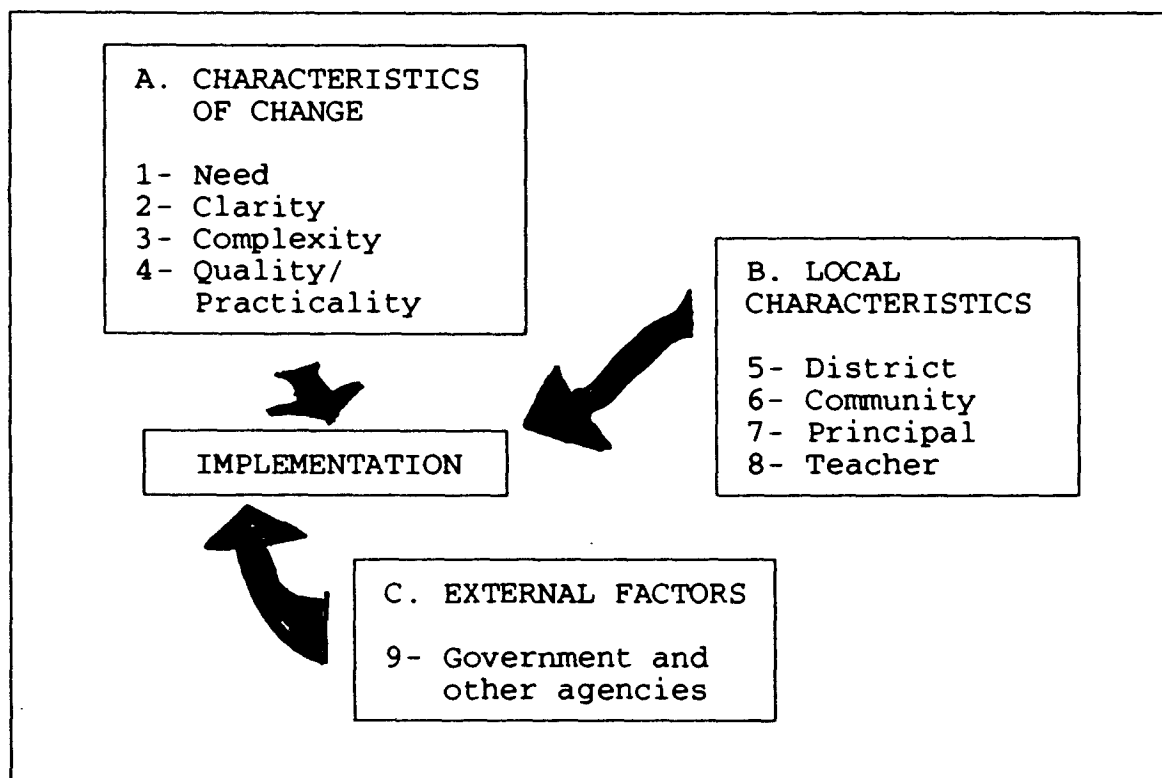 A. CHARACTERISTICS
OF CHANGE
1- Need
2- Clarity
3- Complexity
4- Quality/
Practicality
B. LOCAL
CHARACTERISTICS
5- District
6- Community
7- Principal
8- Teacher
IMPLEMENTATION
C. EXTERNAL FACTORS
9- Government and
other agencies